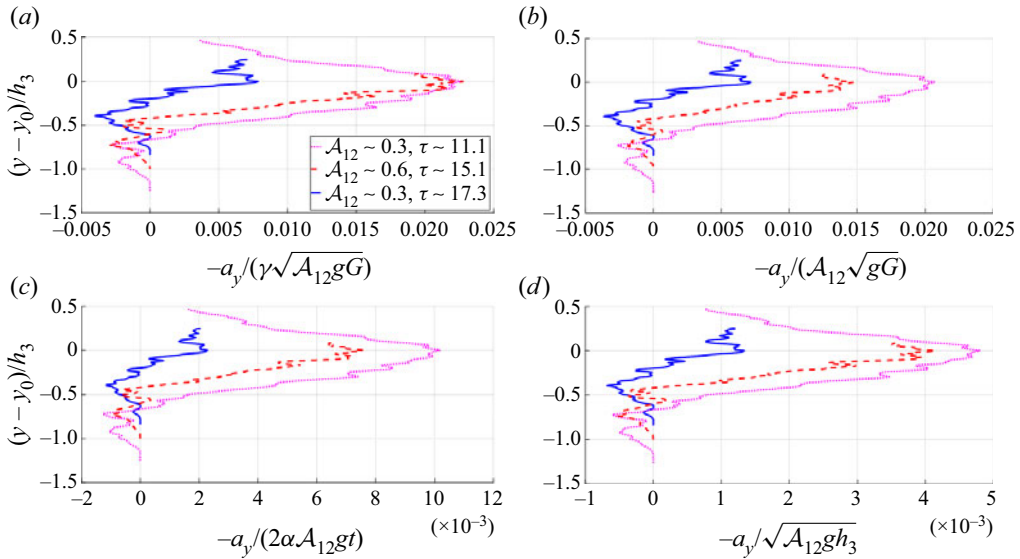 (a) (b)
0.5 0.5
0 0
−0.5 −0.5
−1.0 −1.0
−1.5 −1.5
(y − y₀)/h₃
𝒜₁₂ ~ 0.3, τ ~ 11.1
𝒜₁₂ ~ 0.6, τ ~ 15.1
𝒜₁₂ ~ 0.3, τ ~ 17.3
−0.005 0 0.005 0.010 0.015 0.020 0.025 −0.005 0 0.005 0.010 0.015 0.020 0.025
−a_y/(γ√𝒜₁₂gG) −a_y/(𝒜₁₂√gG)
(c) (d)
0.5 0.5
0 0
−0.5 −0.5
−1.0 −1.0
−1.5 −1.5
(y − y₀)/h₃
−2 0 2 4 6 8 10 12 −1 0 1 2 3 4 5
(×10⁻³) (×10⁻³)
−a_y/(2α𝒜₁₂gt) −a_y/√𝒜₁₂gh₃